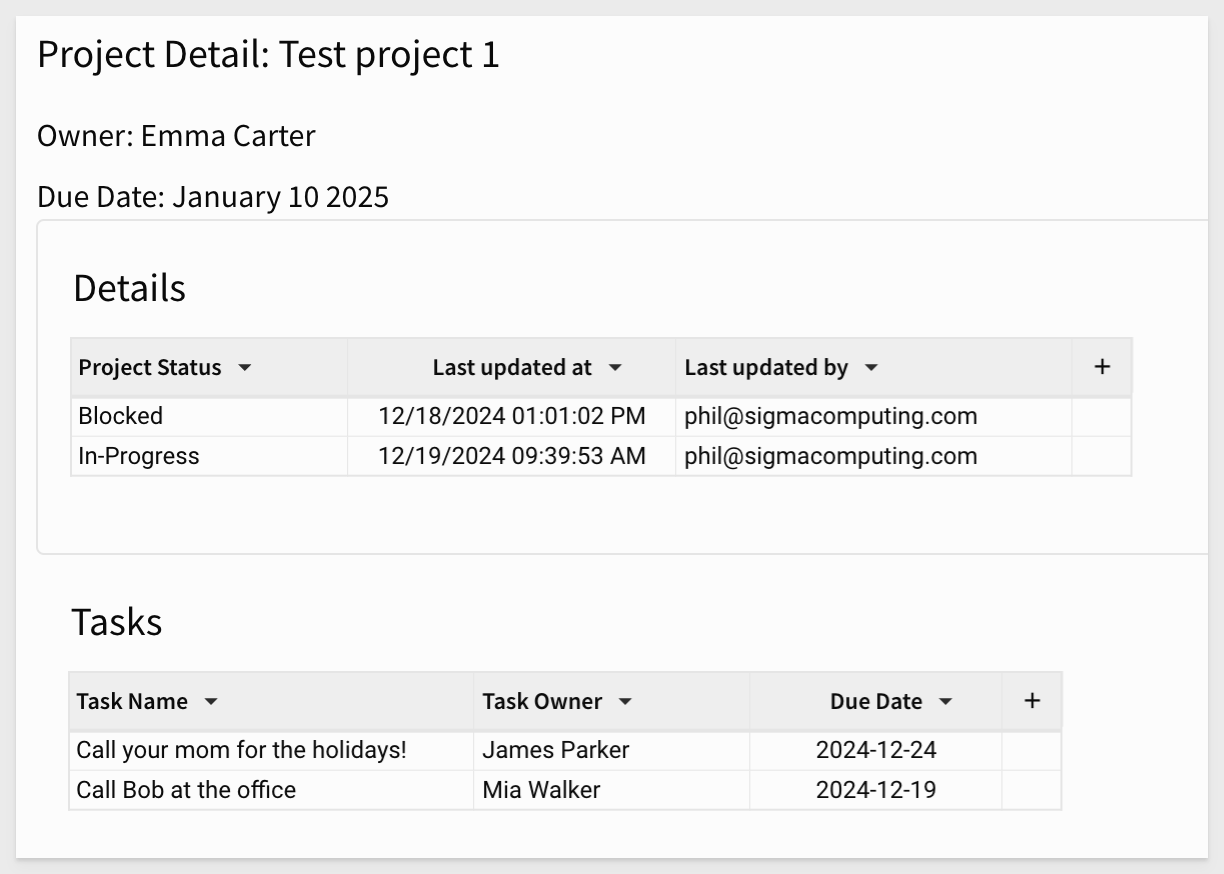 Project Detail: Test project 1
Owner: Emma Carter
Due Date: January 10 2025
Details
Project Status Last updated at Last updated by +
Blocked 12/18/2024 01:01:02 PM phil@sigmacomputing.com
In-Progress 12/19/2024 09:39:53 AM phil@sigmacomputing.com
Tasks
Task Name Task Owner Due Date +
Call your mom for the holidays! James Parker 2024-12-24
Call Bob at the office Mia Walker 2024-12-19